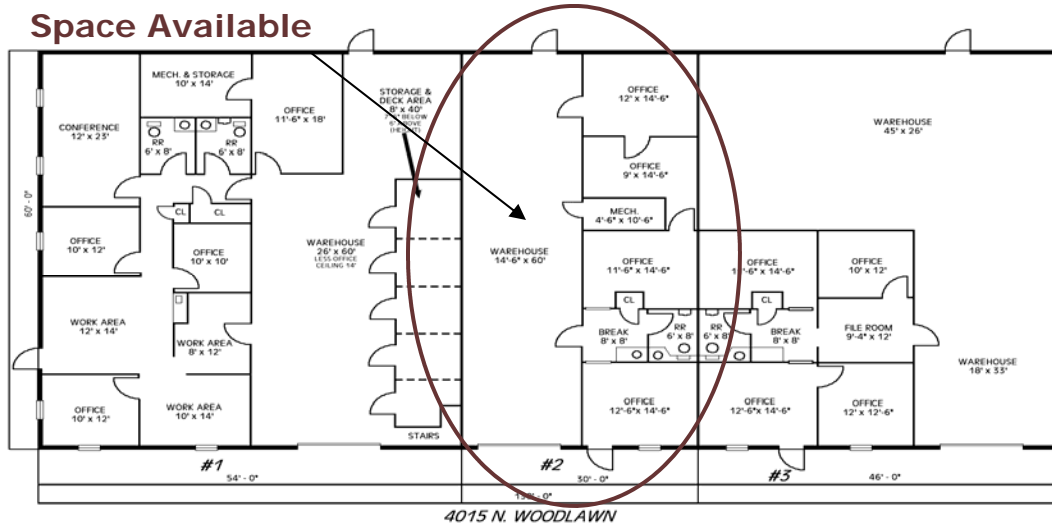 Space Available
MECH. & STORAGE
10' x 14'
CONFERENCE
12' x 23'
RR
6' x 8'
RR
6' x 8'
OFFICE
11'-6" x 18'
STORAGE &
DECK AREA
8' x 40'
BELOW
ABOVE
(HEIGHT)
CL
CL
OFFICE
10' x 12'
OFFICE
10' x 10'
WORK AREA
12' x 14'
WORK AREA
8' x 12'
OFFICE
10' x 12'
WORK AREA
10' x 14'
WAREHOUSE
26' x 60'
LESS OFFICE
CEILING 14'
STAIRS
60' - 0"
WAREHOUSE
14'-6" x 60'
OFFICE
12' x 14'-6"
OFFICE
9' x 14'-6"
MECH.
4'-6" x 10'-6"
OFFICE
11'-6" x 14'-6"
CL
BREAK
8' x 8'
RR
6' x 8'
OFFICE
12'-6"x 14'-6"
WAREHOUSE
45' x 26'
OFFICE
x 14'-6"
CL
RR
6' x 8'
BREAK
8' x 8'
OFFICE
12'-6"x 14'-6"
OFFICE
10' x 12'
FILE ROOM
9'-4" x 12'
OFFICE
12' x 12'-6"
WAREHOUSE
18' x 33'
#1
54' - 0"
#2
30' - 0"
#3
46' - 0"
4015 N. WOODLAWN